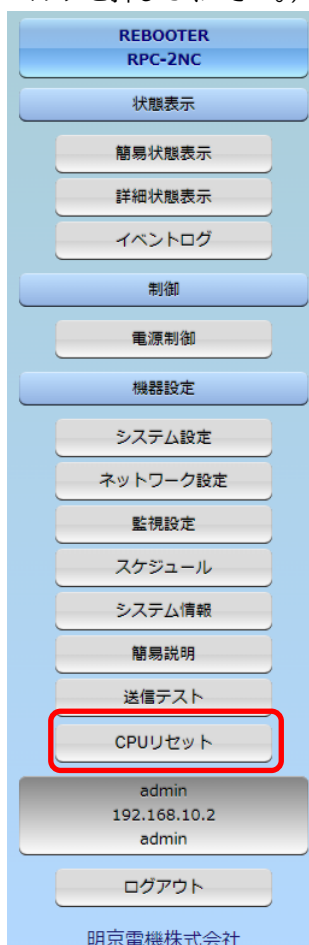 REBOOTER
RPC-2NC
状態表示
簡易状態表示
詳細状態表示
イベントログ
制御
電源制御
機器設定
システム設定
ネットワーク設定
監視設定
スケジュール
システム情報
簡易説明
送信テスト
CPUリセット
admin
192.168.10.2
admin
ログアウト
明京電機株式会社